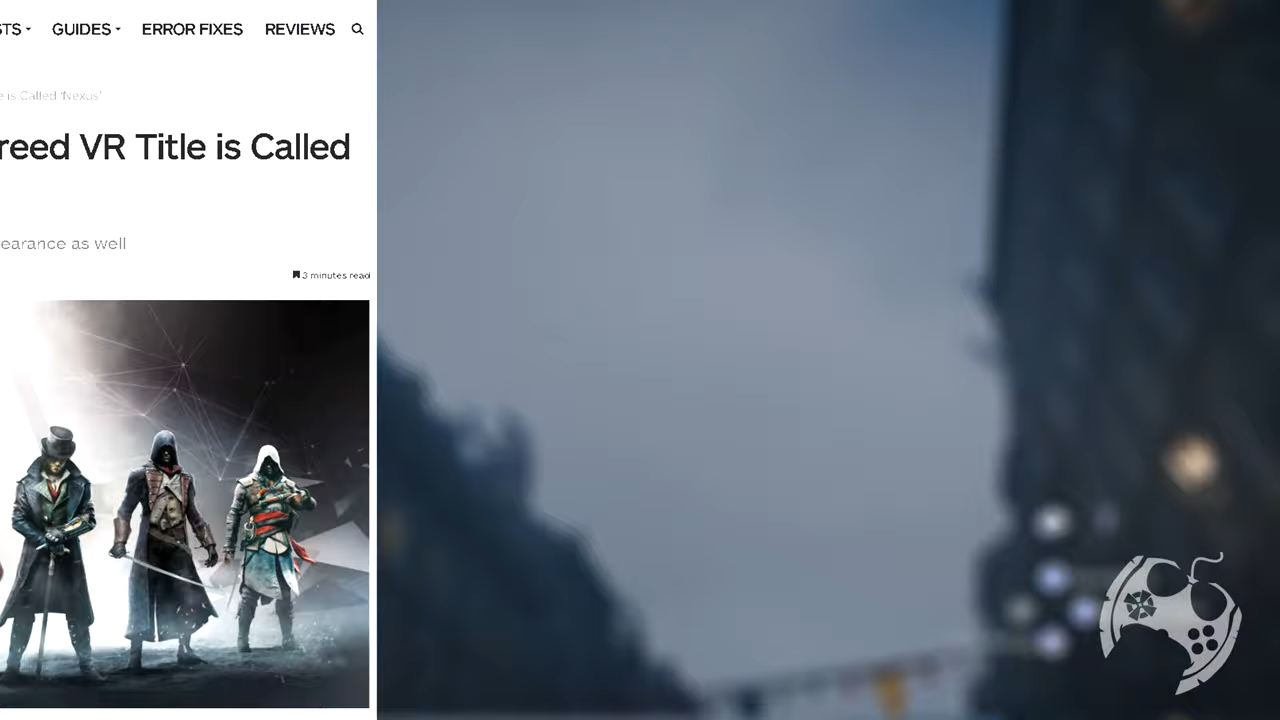 STS GUIDES ERROR FIXES REVIEWS
e is Called 'Nexus'
reed VR Title is Called
earance as well
3 minutes read